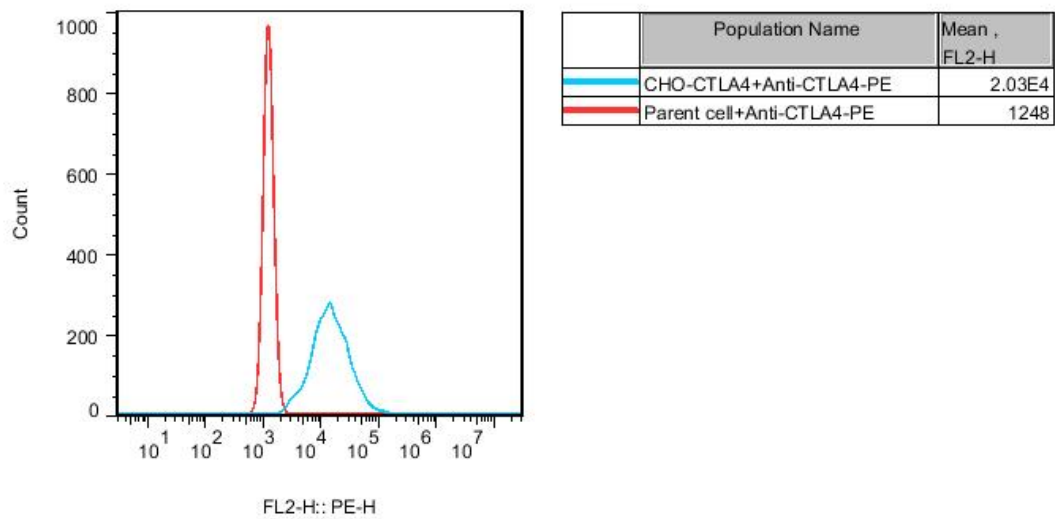 1000
800
600
400
200
0
Count
10 1 10 2 10 3 10 4 10 5 10 6 10 7
FL2-H:: PE-H
Population Name Mean ,
FL2-H
CHO-CTLA4+Anti-CTLA4-PE 2.03E4
Parent cell+Anti-CTLA4-PE 1248